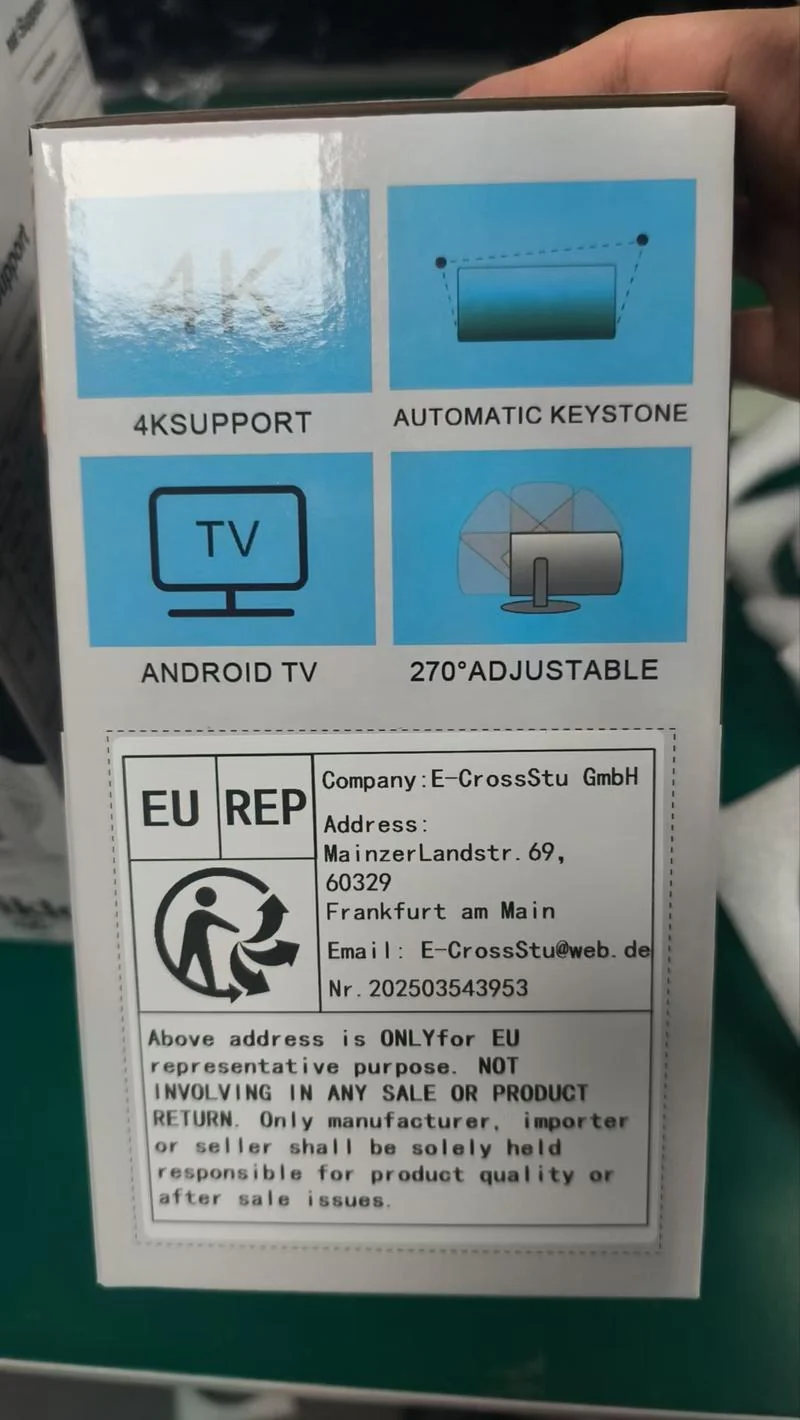 4K
4KSUPPORT
AUTOMATIC KEYSTONE
TV
ANDROID TV
270°ADJUSTABLE
EU REP
Company:E-CrossStu GmbH
Address:
MainzerLandstr.69,
60329
Frankfurt am Main
Email: E-CrossStu@web.de
Nr.202503543953
Above address is ONLYfor EU
representative purpose. NOT
INVOLVING IN ANY SALE OR PRODUCT
RETURN. Only manufacturer, importer
or seller shall be solely held
responsible for product quality or
after sale issues.